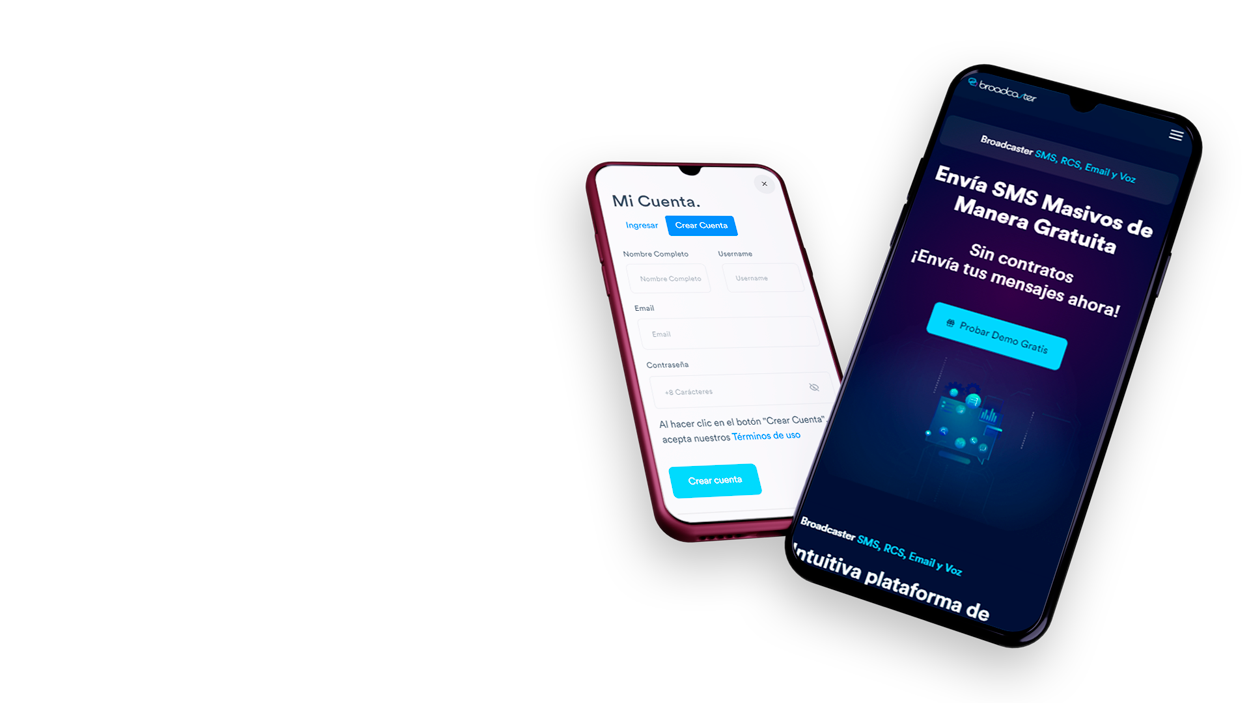 Mi Cuenta.
Ingresar
Crear Cuenta
Nombre Completo
Username
Nombre Completo
Username
Email
Email
Contraseña
+8 Carácteres
Al hacer clic en el botón "Crear Cuenta"
acepta nuestros Términos de uso
Crear cuenta
broadcaster
Broadcaster SMS, RCS, Email y Voz
Envía SMS Masivos de
Manera Gratuita
Sin contratos
¡Envía tus mensajes ahora!
Probar Demo Gratis
Broadcaster SMS, RCS, Email y Voz
Intuitiva plataforma de